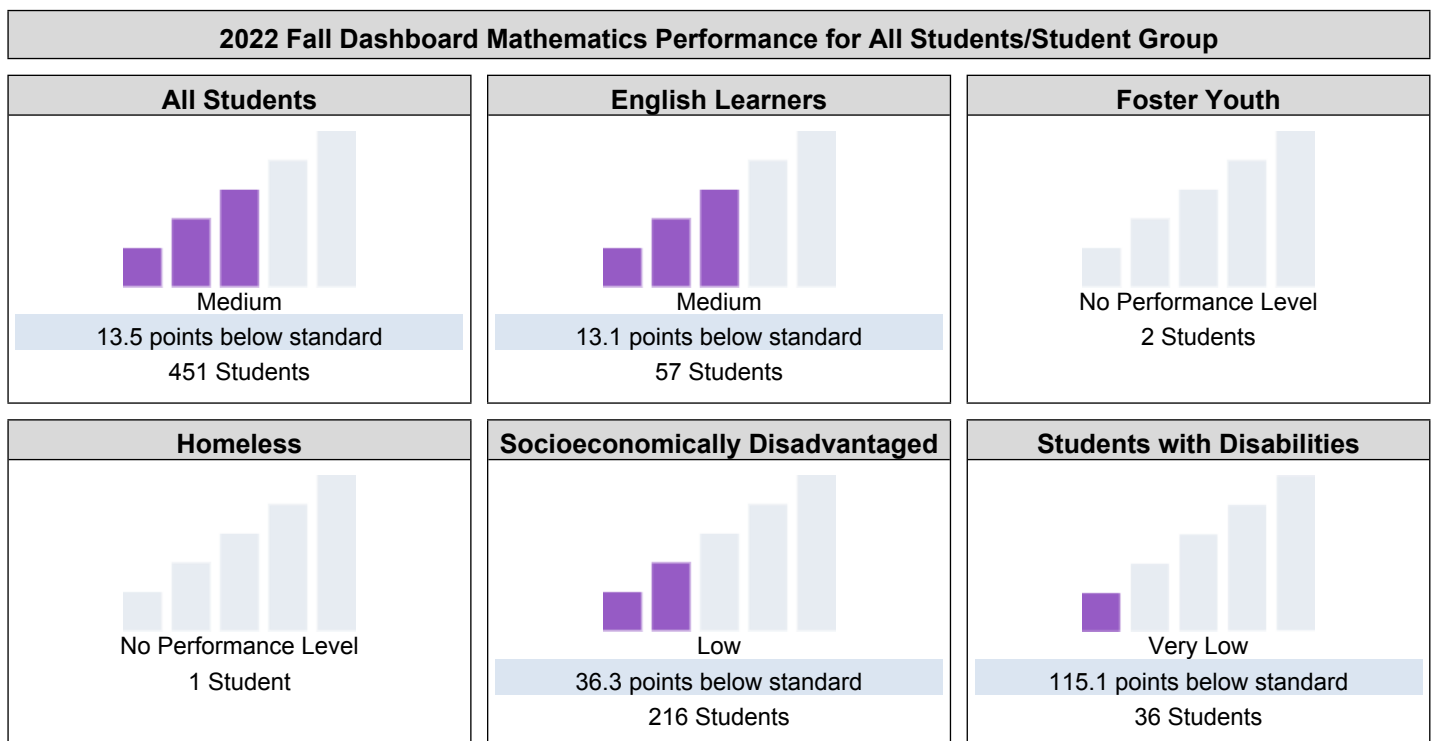 2022 Fall Dashboard Mathematics Performance for All Students/Student Group
All Students
Medium
13.5 points below standard
451 Students
English Learners
Medium
13.1 points below standard
57 Students
Foster Youth
No Performance Level
2 Students
Homeless
No Performance Level
1 Student
Socioeconomically Disadvantaged
Low
36.3 points below standard
216 Students
Students with Disabilities
Very Low
115.1 points below standard
36 Students